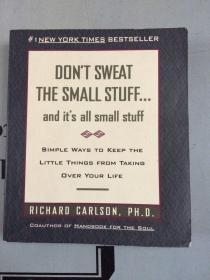 #1 NEW YORK TIMES BESTSELLER
DON'T SWEAT
THE SMALL STUFF...
and it's all small stuff
SIMPLE WAYS TO KEEP THE
LITTLE THINGS FROM TAKING
OVER YOUR LIFE
RICHARD CARLSON, PH.D.
COAUTHOR OF HANDBOOK FOR THE SOUL